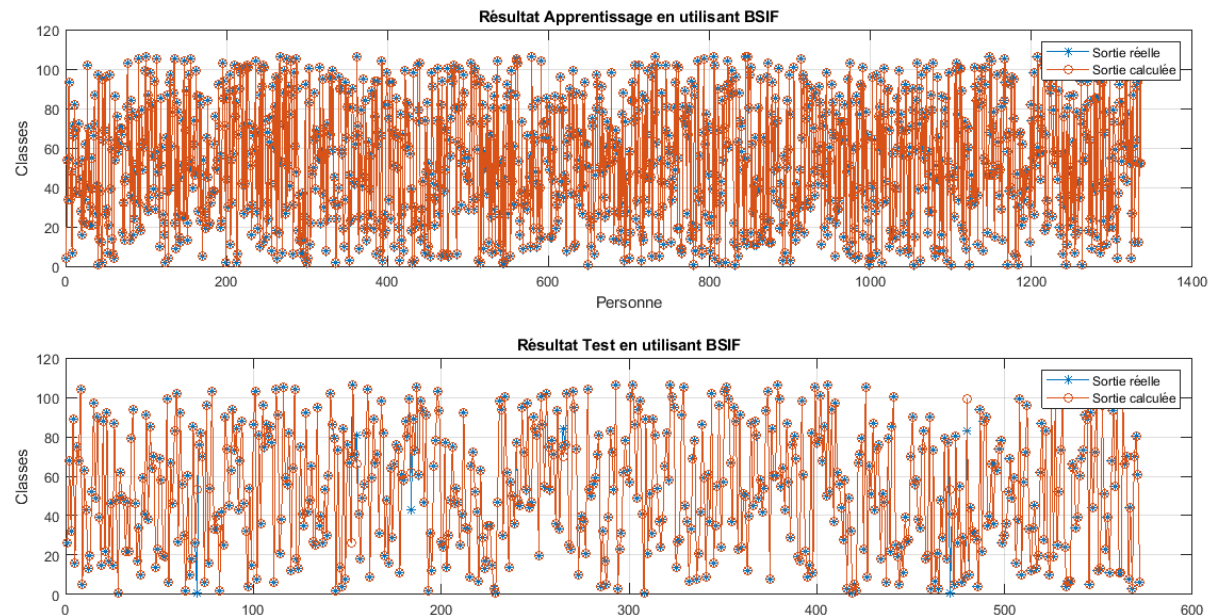 Résultat Apprentissage en utilisant BSIF
120
100
80
60
40
20
0
Classes
Sortie réelle
Sortie calculée
0 200 400 600 800 1000 1200 1400
Personne
Résultat Test en utilisant BSIF
120
100
80
60
40
20
0
Classes
Sortie réelle
Sortie calculée
0 100 200 300 400 500 600